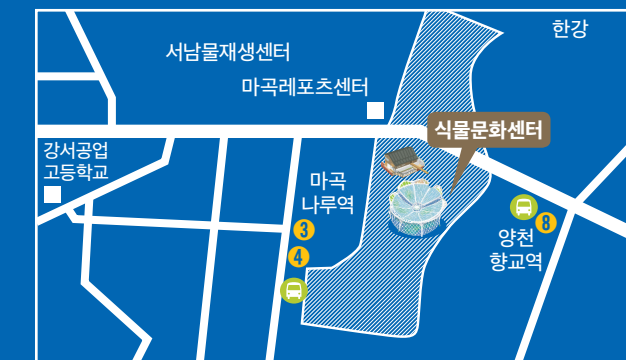 한강
서남물재생센터
마곡레포츠센터
식물문화센터
강서공업
고등학교
마곡
나루역
3
4
8
양천
향교역